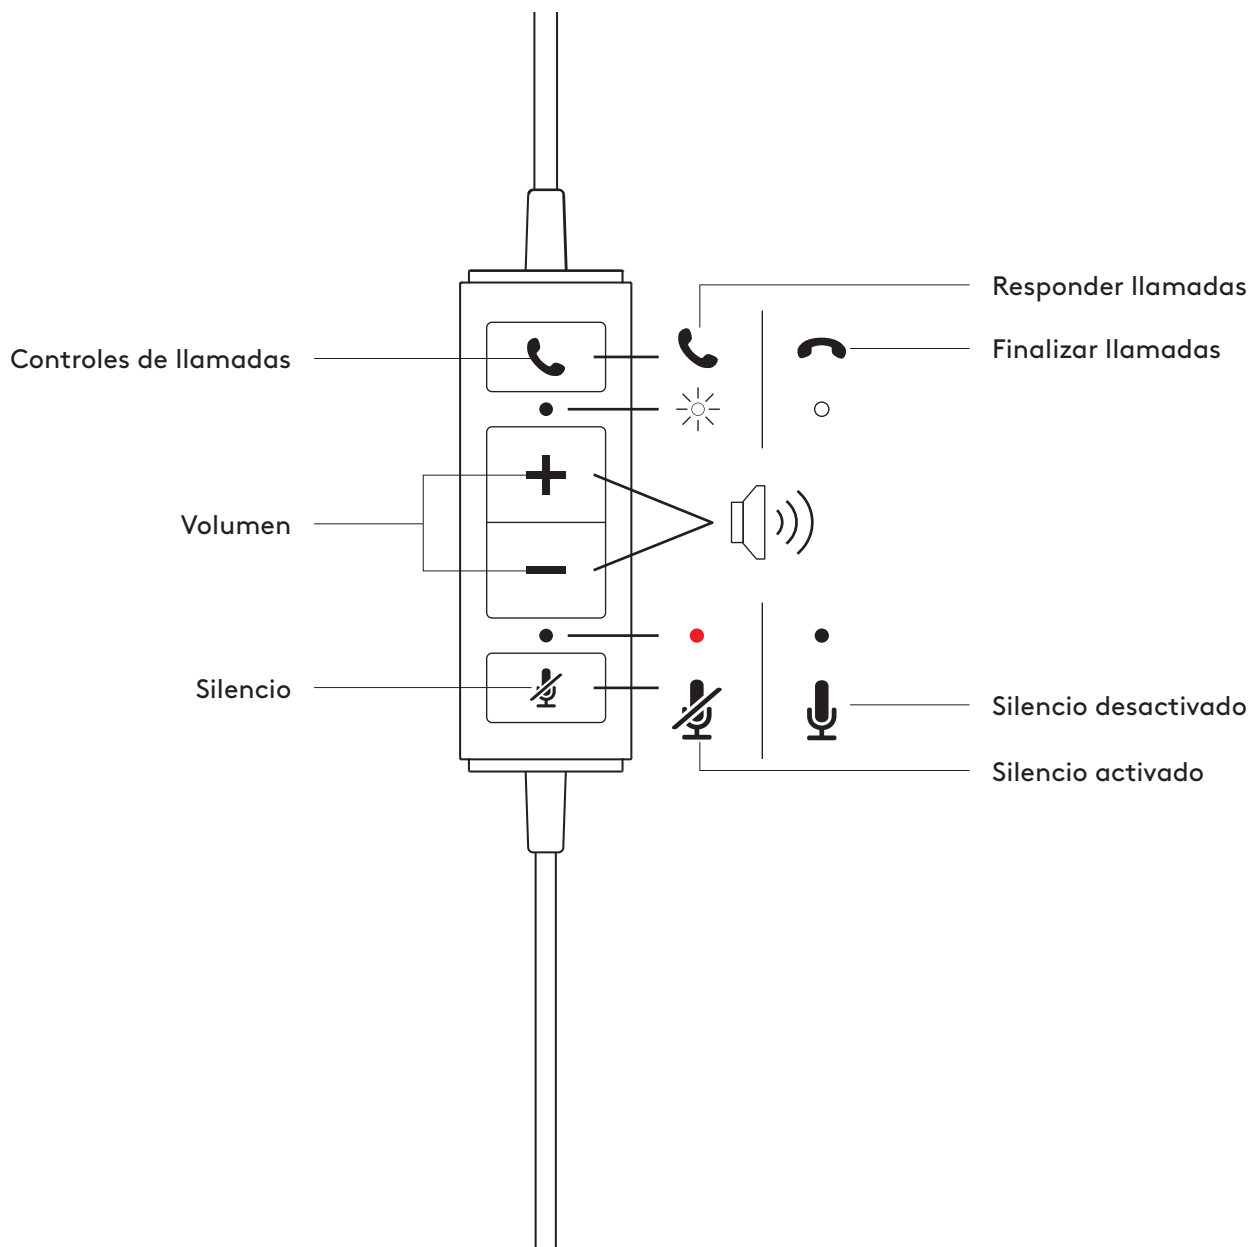 Responder llamadas
Finalizar llamadas
Controles de llamadas
Volumen
Silencio
Silencio desactivado
Silencio activado